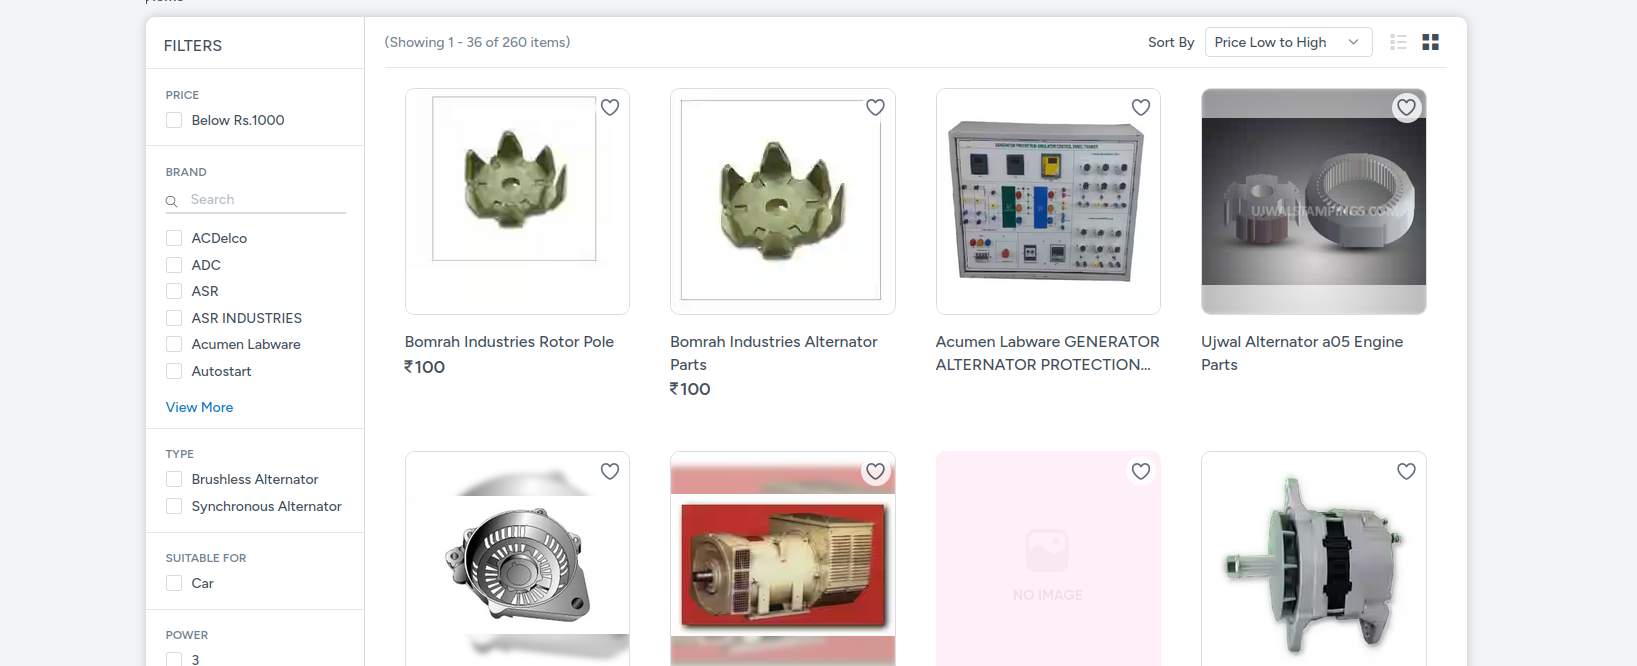 FILTERS
(Showing 1 - 36 of 260 items)
Sort By
Price Low to High
PRICE
Below Rs.1000
BRAND
Search
ACDelco
ADC
ASR
ASR INDUSTRIES
Acumen Labware
Autostart
View More
TYPE
Brushless Alternator
Synchronous Alternator
SUITABLE FOR
Car
POWER
3
UJWALSTAMPINGS.COM
Bomrah Industries Rotor Pole
₹100
Bomrah Industries Alternator
Parts
₹100
Acumen Labware GENERATOR
ALTERNATOR PROTECTION...
Ujwal Alternator a05 Engine
Parts
NO IMAGE